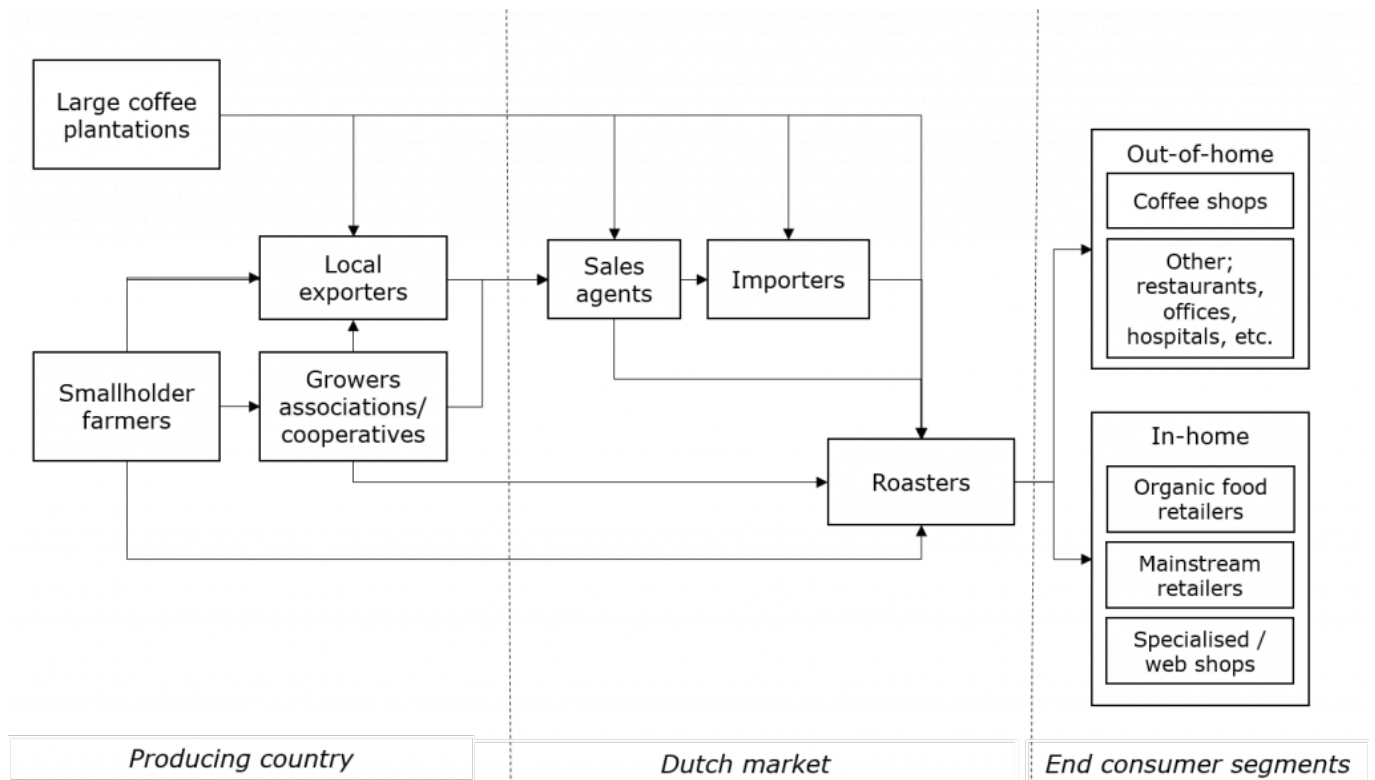 Large coffee
plantations
Local
exporters
Smallholder
farmers
Growers
associations/
cooperatives
Sales
agents
Importers
Roasters
Out-of-home
Coffee shops
Other;
restaurants,
offices,
hospitals, etc.
In-home
Organic food
retailers
Mainstream
retailers
Specialised /
web shops
Producing country
Dutch market
End consumer segments